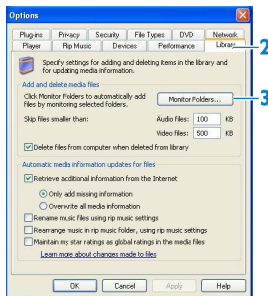 Options
Plug-ins Privacy Security File Types DVD Network
Player Rip Music Devices Performance Library
2
Specify settings for adding and deleting items in the library and
for updating media information.
Add and delete media files
Click Monitor Folders to automatically add
files by monitoring selected folders.
Monitor Folders...
3
Skip files smaller than: Audio files: 100 KB
Video files: 500 KB
Delete files from computer when deleted from library
Automatic media information updates for files
Retrieve additional information from the Internet
Only add missing information
Overwrite all media information
Rename music files using rip music settings
Rearrange music in rip music folder, using rip music settings
Maintain my star ratings as global ratings in the media files
Learn more about changes made to files
OK Cancel Apply Help